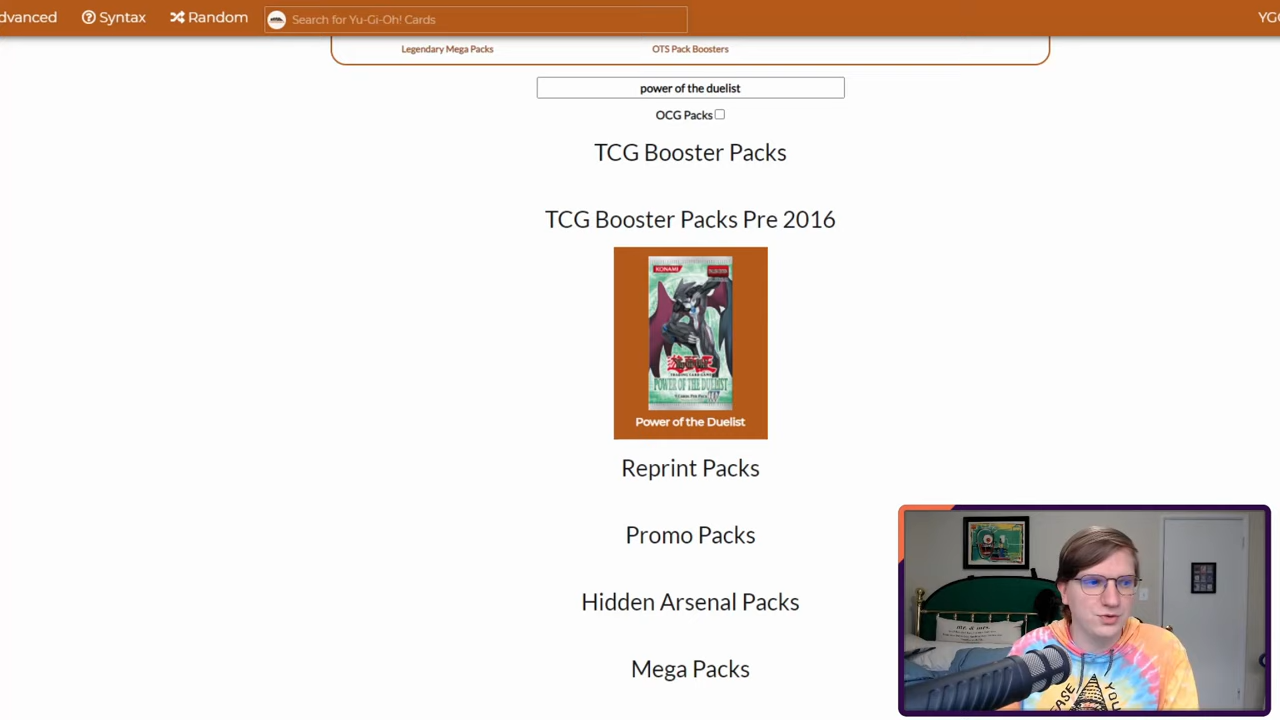 dvanced
Syntax
Random
Search for Yu-Gi-Oh! Cards
YG
Legendary Mega Packs
OTS Pack Boosters
power of the duelist
OCG Packs
TCG Booster Packs
TCG Booster Packs Pre 2016
KONAMI
POWER OF THE DUELIST
Power of the Duelist
Reprint Packs
Promo Packs
Hidden Arsenal Packs
Mega Packs
EASE
YOU